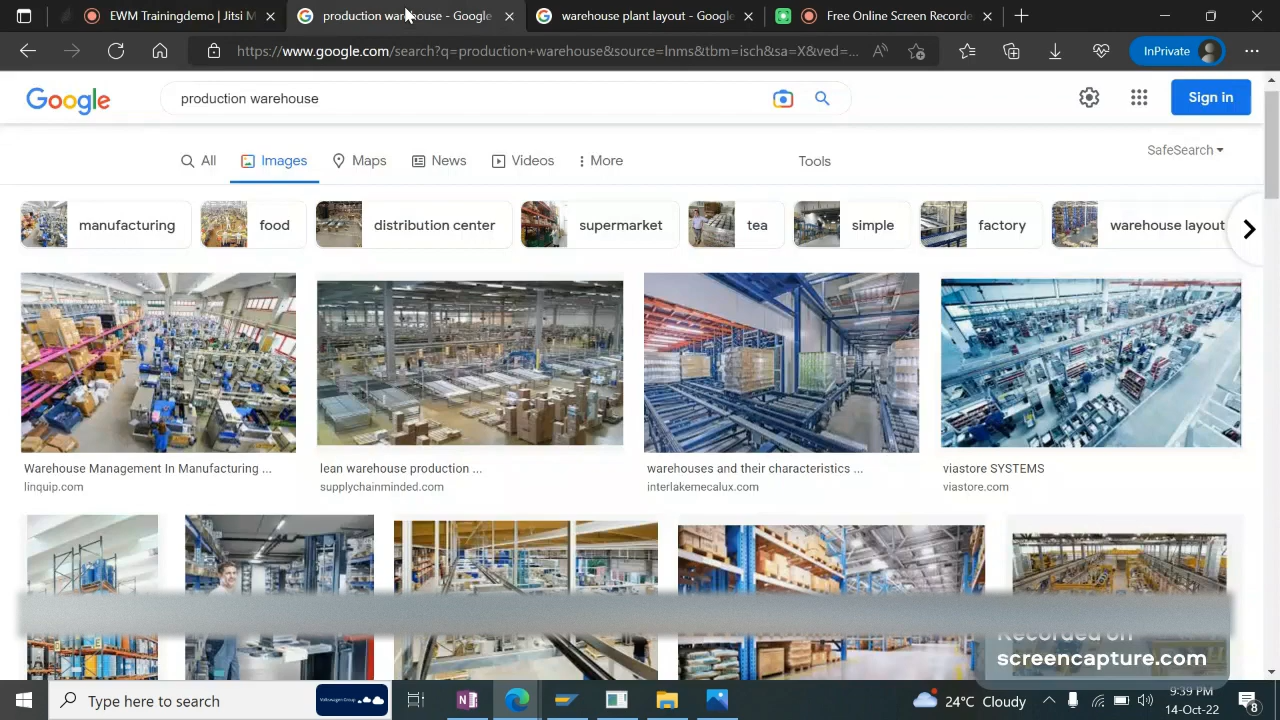 EWM Trainingdemo | Jitsi M
production warehouse - Google
warehouse plant layout - Google
Free Online Screen Recorde
https://www.google.com/search?q=production+warehouse&source=lnms&tbm=isch&sa=X&ved=...
InPrivate
Google
production warehouse
Sign in
All
Images
Maps
News
Videos
More
Tools
SafeSearch
manufacturing
food
distribution center
supermarket
tea
simple
factory
warehouse layout
Warehouse Management In Manufacturing ...
linquip.com
lean warehouse production ...
supplychainminded.com
warehouses and their characteristics ...
interlakemecalux.com
viastore SYSTEMS
viastore.com
Recorded on
screencapture.com
Type here to search
Volkswagen Group
24°C Cloudy
9:39 PM
14-Oct-22
8